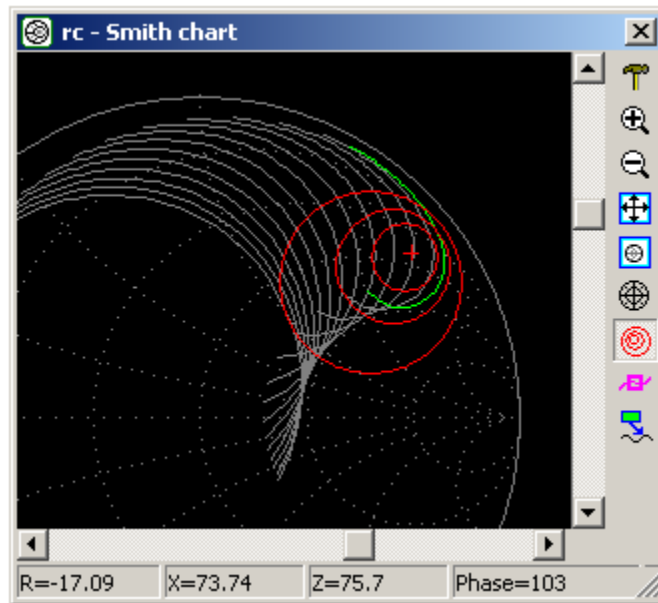 rc - Smith chart
R=-17.09 X=73.74 Z=75.7 Phase=103